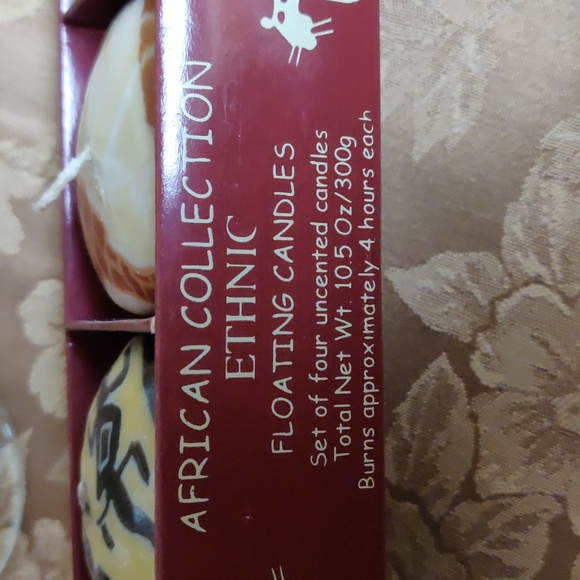 AFRICAN COLLECTION
ETHNIC
FLOATING CANDLES
Set of four uncented candles
Total Net Wt. 10.5 Oz/300g
Burns approximately 4 hours each